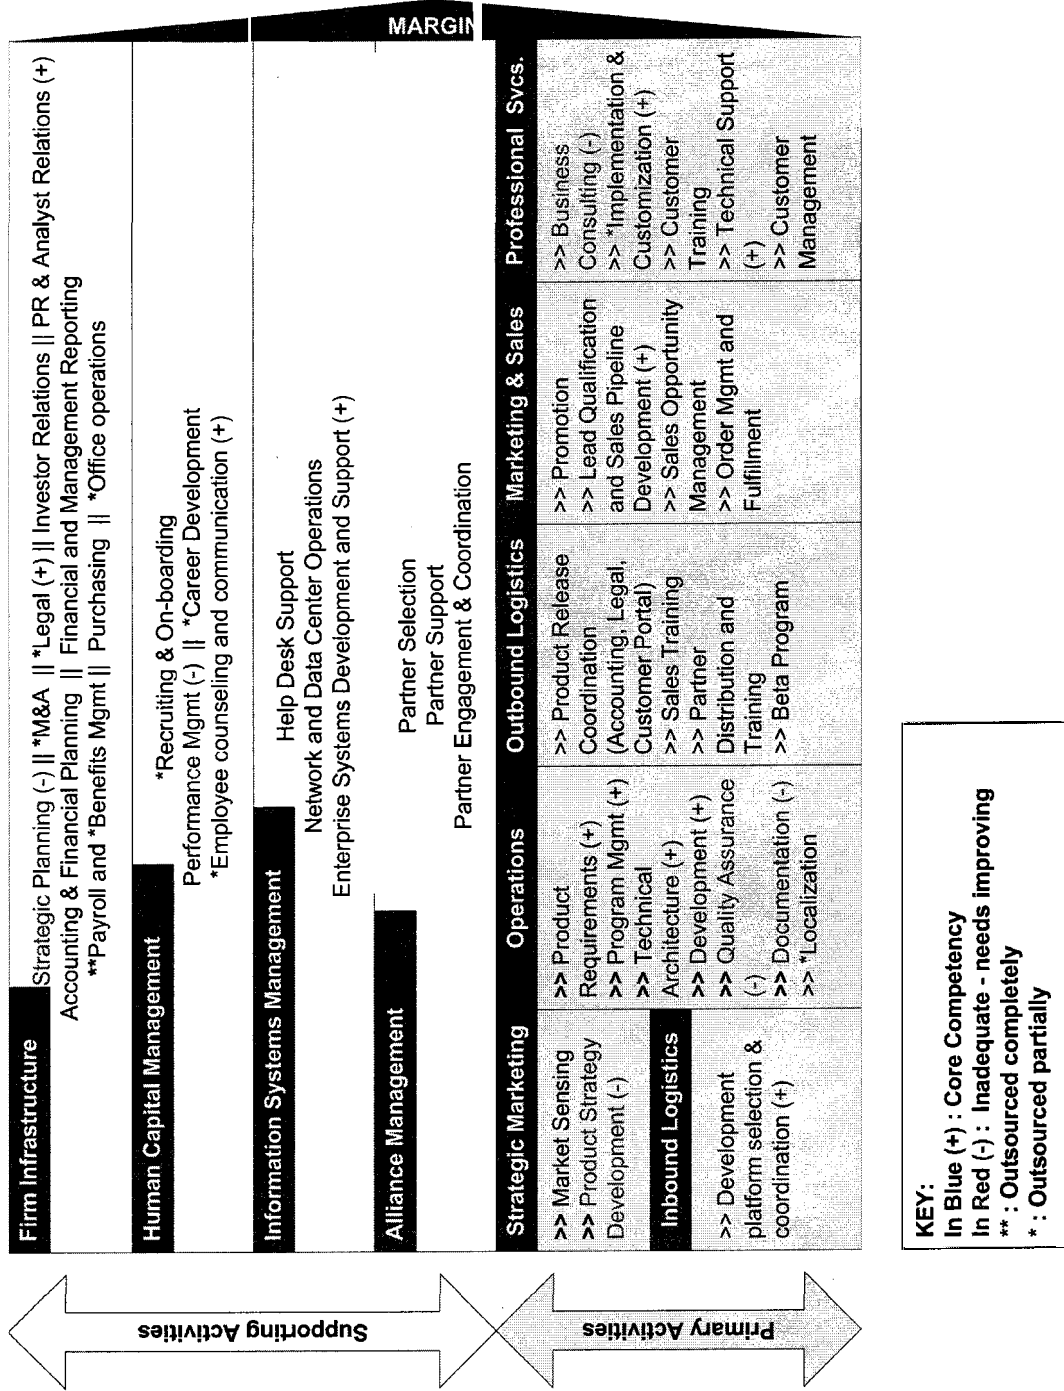 MARGIN
Supporting Activities
Firm Infrastructure
Strategic Planning (-) || *M&A || *Legal (+) || Investor Relations || PR & Analyst Relations (+)
Accounting & Financial Planning || Financial and Management Reporting
**Payroll and *Benefits Mgmt || Purchasing || *Office operations
Human Capital Management
*Recruiting & On-boarding
Performance Mgmt (-) || *Career Development
*Employee counseling and communication (+)
Information Systems Management
Help Desk Support
Network and Data Center Operations
Enterprise Systems Development and Support (+)
Alliance Management
Partner Selection
Partner Support
Partner Engagement & Coordination
Primary Activities
Strategic Marketing
>> Market Sensing
>> Product Strategy
Development (-)
Inbound Logistics
>> Development
platform selection &
coordination (+)
Operations
>> Product
Requirements (+)
>> Program Mgmt (+)
>> Technical
Architecture (+)
>> Development (+)
>> Quality Assurance
(-)
>> Documentation (-)
>> *Localization
Outbound Logistics
>> Product Release
Coordination
(Accounting, Legal,
Customer Portal)
>> Sales Training
>> Partner
Distribution and
Training
>> Beta Program
Marketing & Sales
>> Promotion
>> Lead Qualification
and Sales Pipeline
Development (+)
>> Sales Opportunity
Management
>> Order Mgmt and
Fulfillment
Professional Svcs.
>> Business
Consulting (-)
>> *Implementation &
Customization (+)
>> Customer
Training
>> Technical Support
(+)
>> Customer
Management
KEY:
In Blue (+) : Core Competency
In Red (-) : Inadequate - needs improving
** : Outsourced completely
* : Outsourced partially